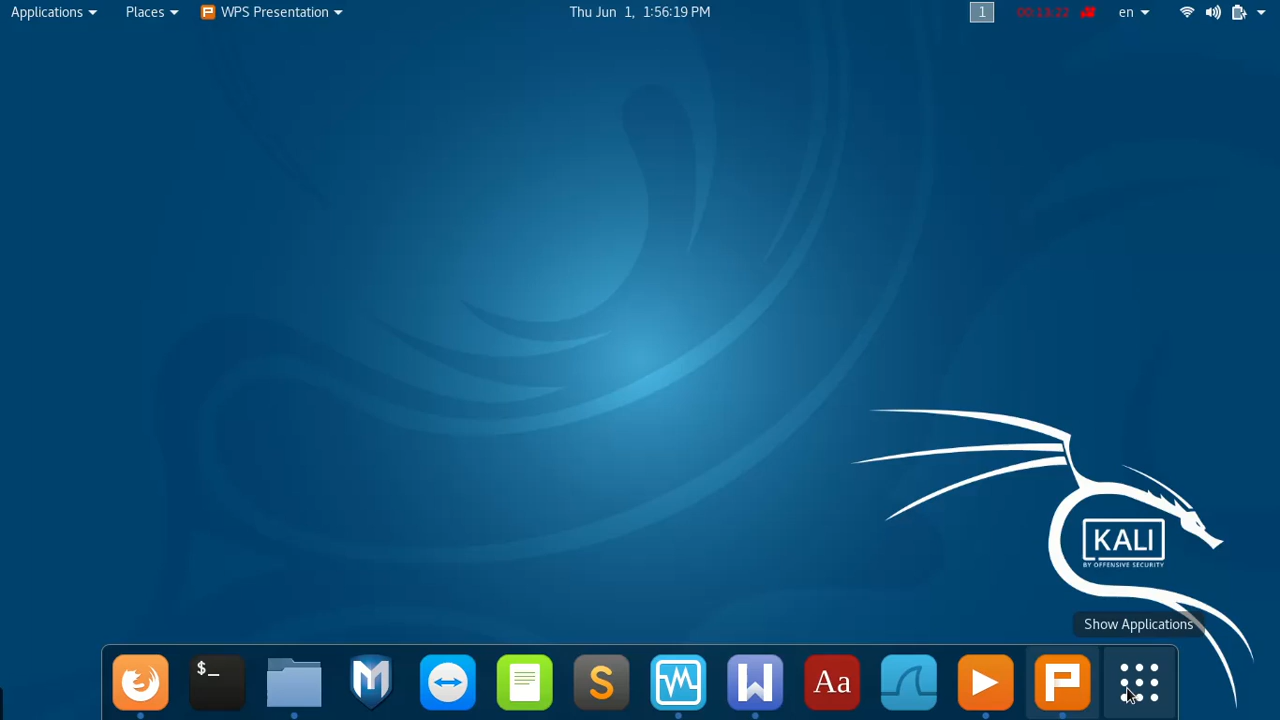 Applications
Places
WPS Presentation
Thu Jun 1, 1:56:19 PM
1
00:13:22
en
KALI
BY OFFENSIVE SECURITY
Show Applications
$_
M
S
W
Aa
P